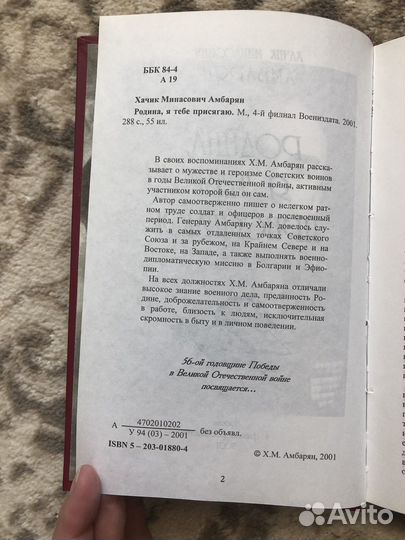 ББК 84-4
А 19
Хачик Минасович Амбарян
Родина, я тебе присягаю. М., 4-й филиал Воениздата. 2001.
288 с., 55 ил.
В своих воспоминаниях Х.М. Амбарян расска-
зывает о мужестве и героизме Советских воинов
в годы Великой Отечественной войны, активным
участником которой был он сам.
Автор самоотверженно пишет о нелегком рат-
ном труде солдат и офицеров в послевоенный
период. Генералу Амбаряну Х.М. довелось слу-
жить в самых отдаленных точках Советского
Союза и за рубежом, на Крайнем Севере и на
Востоке, на Западе, а также выполнять военно-
дипломатическую миссию в Болгарии и Эфио-
пии.
На всех должностях Х.М. Амбаряна отличали
высокое знание военного дела, преданность Ро-
дине, доброжелательность и самоотверженность
в работе, близость к людям, исключительная
скромность в быту и в личном поведении.
56-ой годовщине Победы
в Великой Отечественной войне
посвящается...
А 4702010202 без объявл.
У 94 (03) – 2001
ISBN 5 – 203-01880-4
© Х.М. Амбарян, 2001
2
Avito